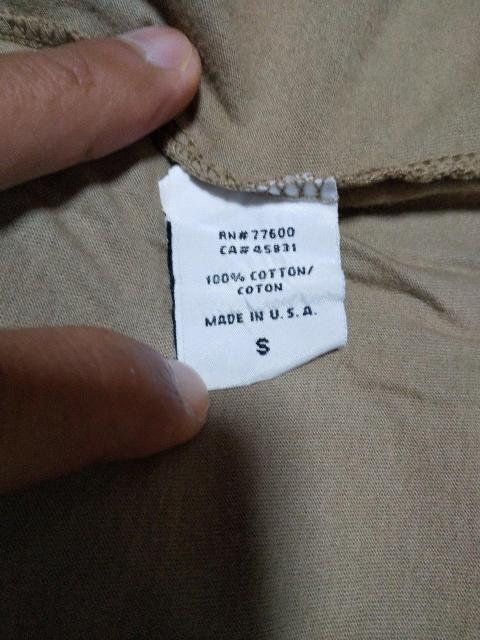 RN# 77600
CA# 45831
100% COTTON/
COTON
MADE IN U.S.A.
S